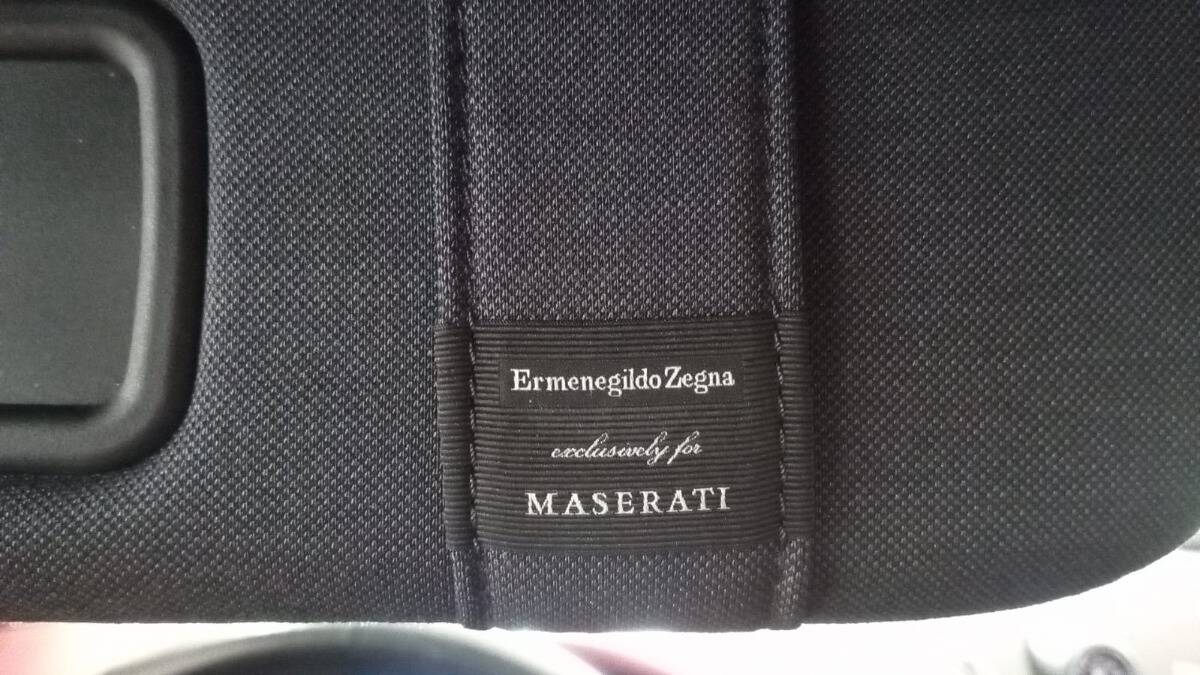 Ermenegildo Zegna
exclusively for
MASERATI